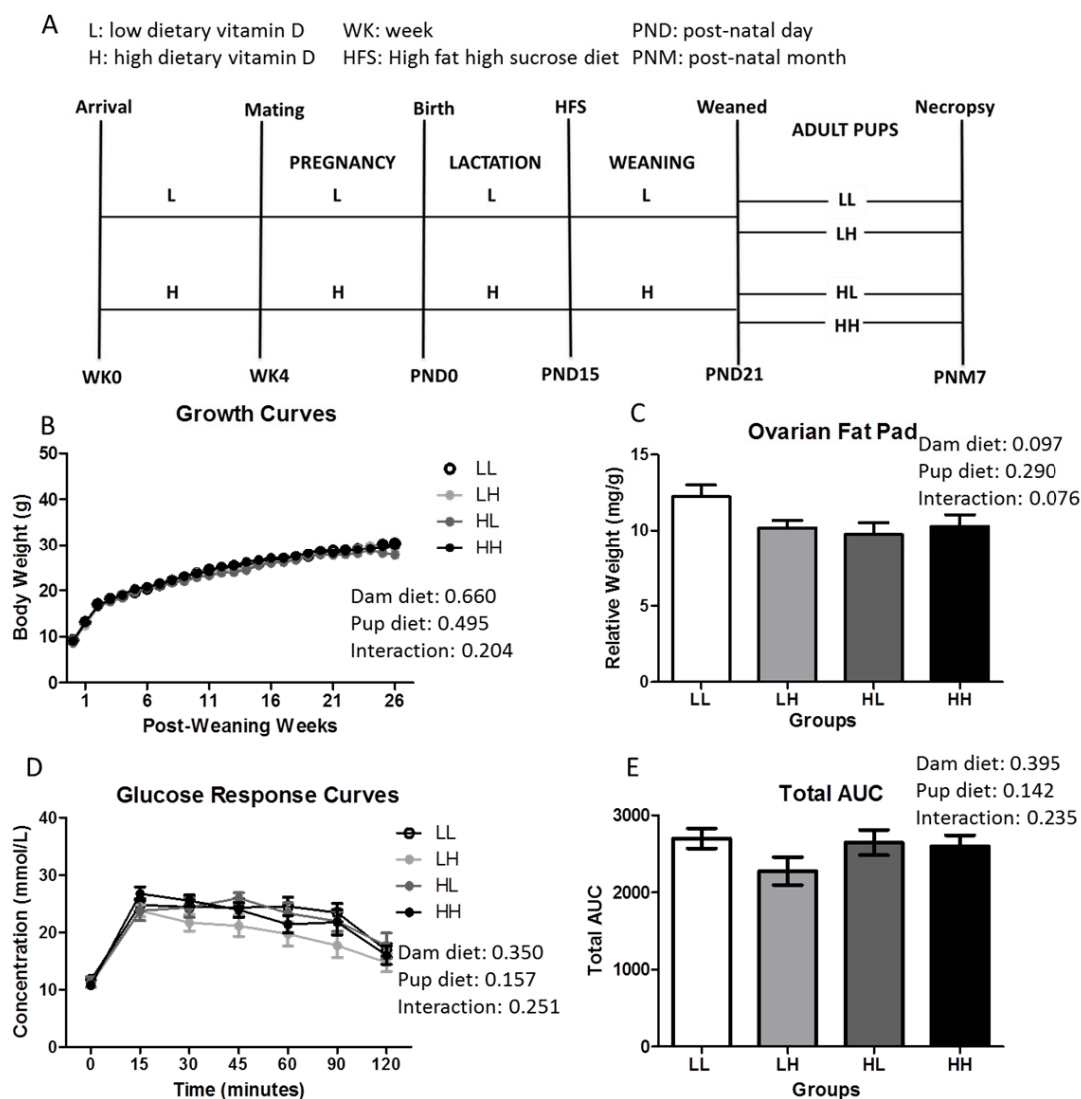 A
L: low dietary vitamin D WK: week PND: post-natal day
H: high dietary vitamin D HFS: High fat high sucrose diet PNM: post-natal month
Arrival Mating Birth HFS Weaned Necropsy
ADULT PUPS
PREGNANCY LACTATION WEANING
L L L L
LL
LH
H H H H
HL
HH
WK0 WK4 PND0 PND15 PND21 PNM7
B
Growth Curves
50
40
30
20
10
0
Body Weight (g)
LL
LH
HL
HH
Dam diet: 0.660
Pup diet: 0.495
Interaction: 0.204
1 6 11 16 21 26
Post-Weaning Weeks
C
Ovarian Fat Pad
Dam diet: 0.097
Pup diet: 0.290
Interaction: 0.076
15
10
5
0
Relative Weight (mg/g)
LL LH HL HH
Groups
D
Glucose Response Curves
40
30
20
10
0
Concentration (mmol/L)
LL
LH
HL
HH
Dam diet: 0.350
Pup diet: 0.157
Interaction: 0.251
0 15 30 45 60 90 120
Time (minutes)
E
Total AUC
Dam diet: 0.395
Pup diet: 0.142
Interaction: 0.235
3000
2000
1000
0
Total AUC
LL LH HL HH
Groups